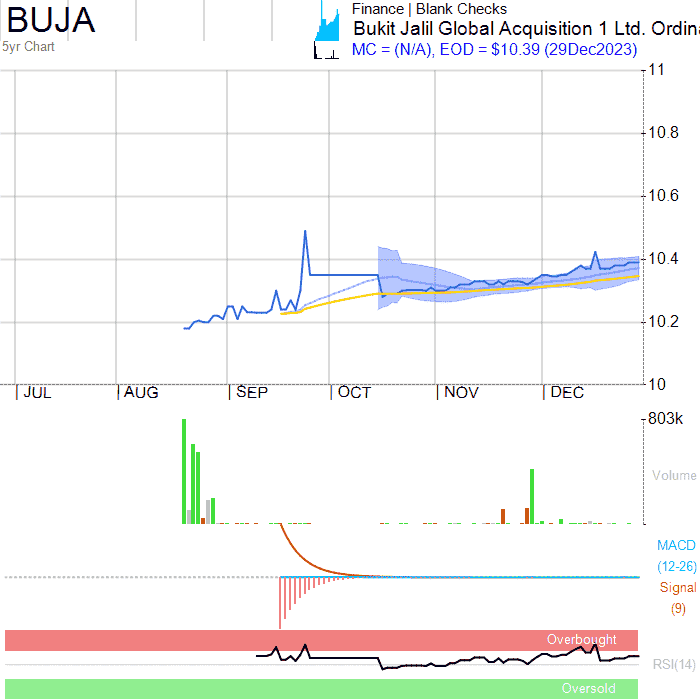 BUJA
5yr Chart
Finance | Blank Checks
Bukit Jalil Global Acquisition 1 Ltd. Ordina
MC = (N/A), EOD = $10.39 (29Dec2023)
11
10.8
10.6
10.4
10.2
10
JUL
AUG
SEP
OCT
NOV
DEC
803k
Volume
MACD
(12-26)
Signal
(9)
Overbought
RSI(14)
Oversold